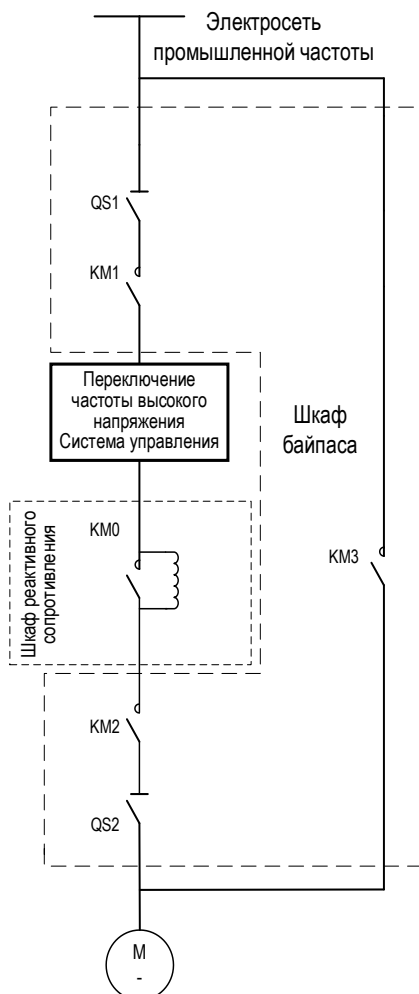 Электросеть
промышленной частоты
QS1
KM1
Переключение
частоты высокого
напряжения
Система управления
Шкаф
байпаса
Шкаф реактивного
сопротивления
KM0
KM3
KM2
QS2
M
-